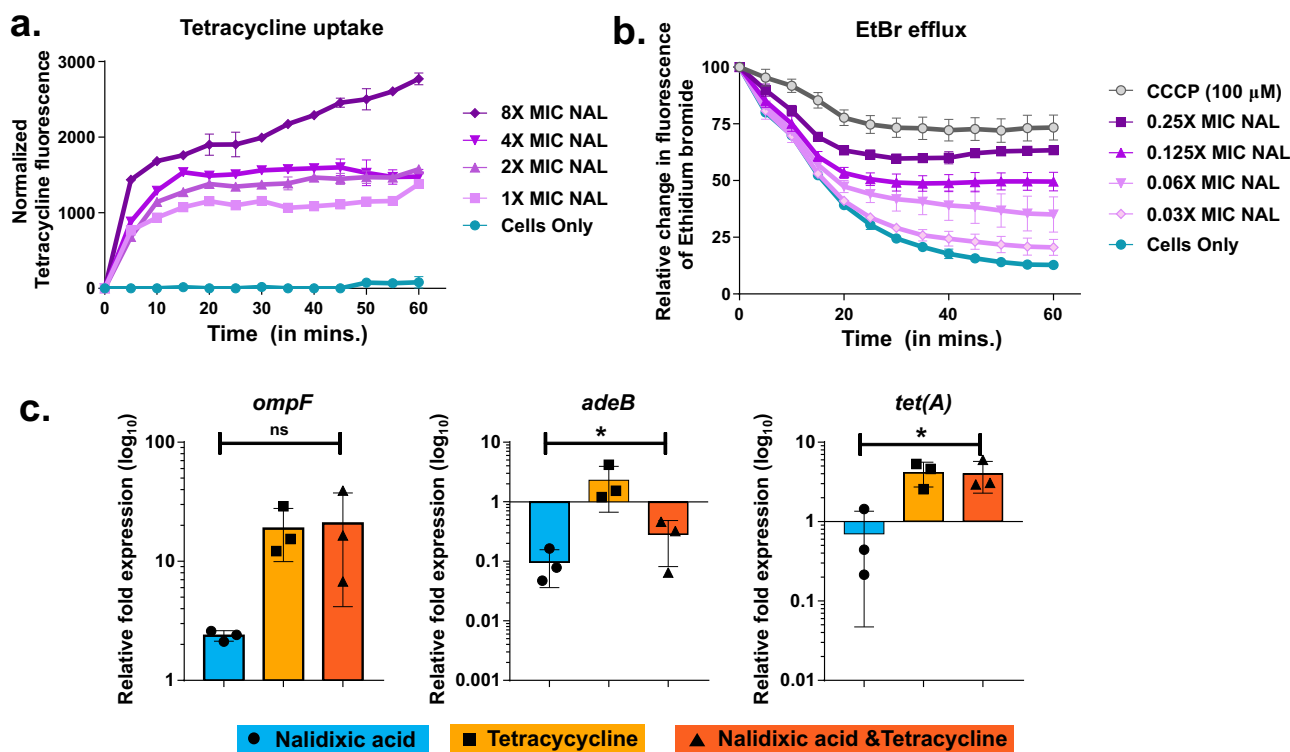 a.
Tetracycline uptake
Normalized
Tetracycline fluorescence
3000
2000
1000
0
0 10 20 30 40 50 60
Time (in mins.)
8X MIC NAL
4X MIC NAL
2X MIC NAL
1X MIC NAL
Cells Only
b.
EtBr efflux
Relative change in fluorescence
of Ethidium bromide
100
75
50
25
0
0 20 40 60
Time (in mins.)
CCCP (100 μM)
0.25X MIC NAL
0.125X MIC NAL
0.06X MIC NAL
0.03X MIC NAL
Cells Only
c.
ompF
Relative fold expression (log10)
100
10
1
ns
adeB
Relative fold expression (log10)
10
1
0.1
0.01
0.001
*
tet(A)
Relative fold expression (log10)
10
1
0.1
0.01
*
Nalidixic acid
Tetracycycline
Nalidixic acid &Tetracycline